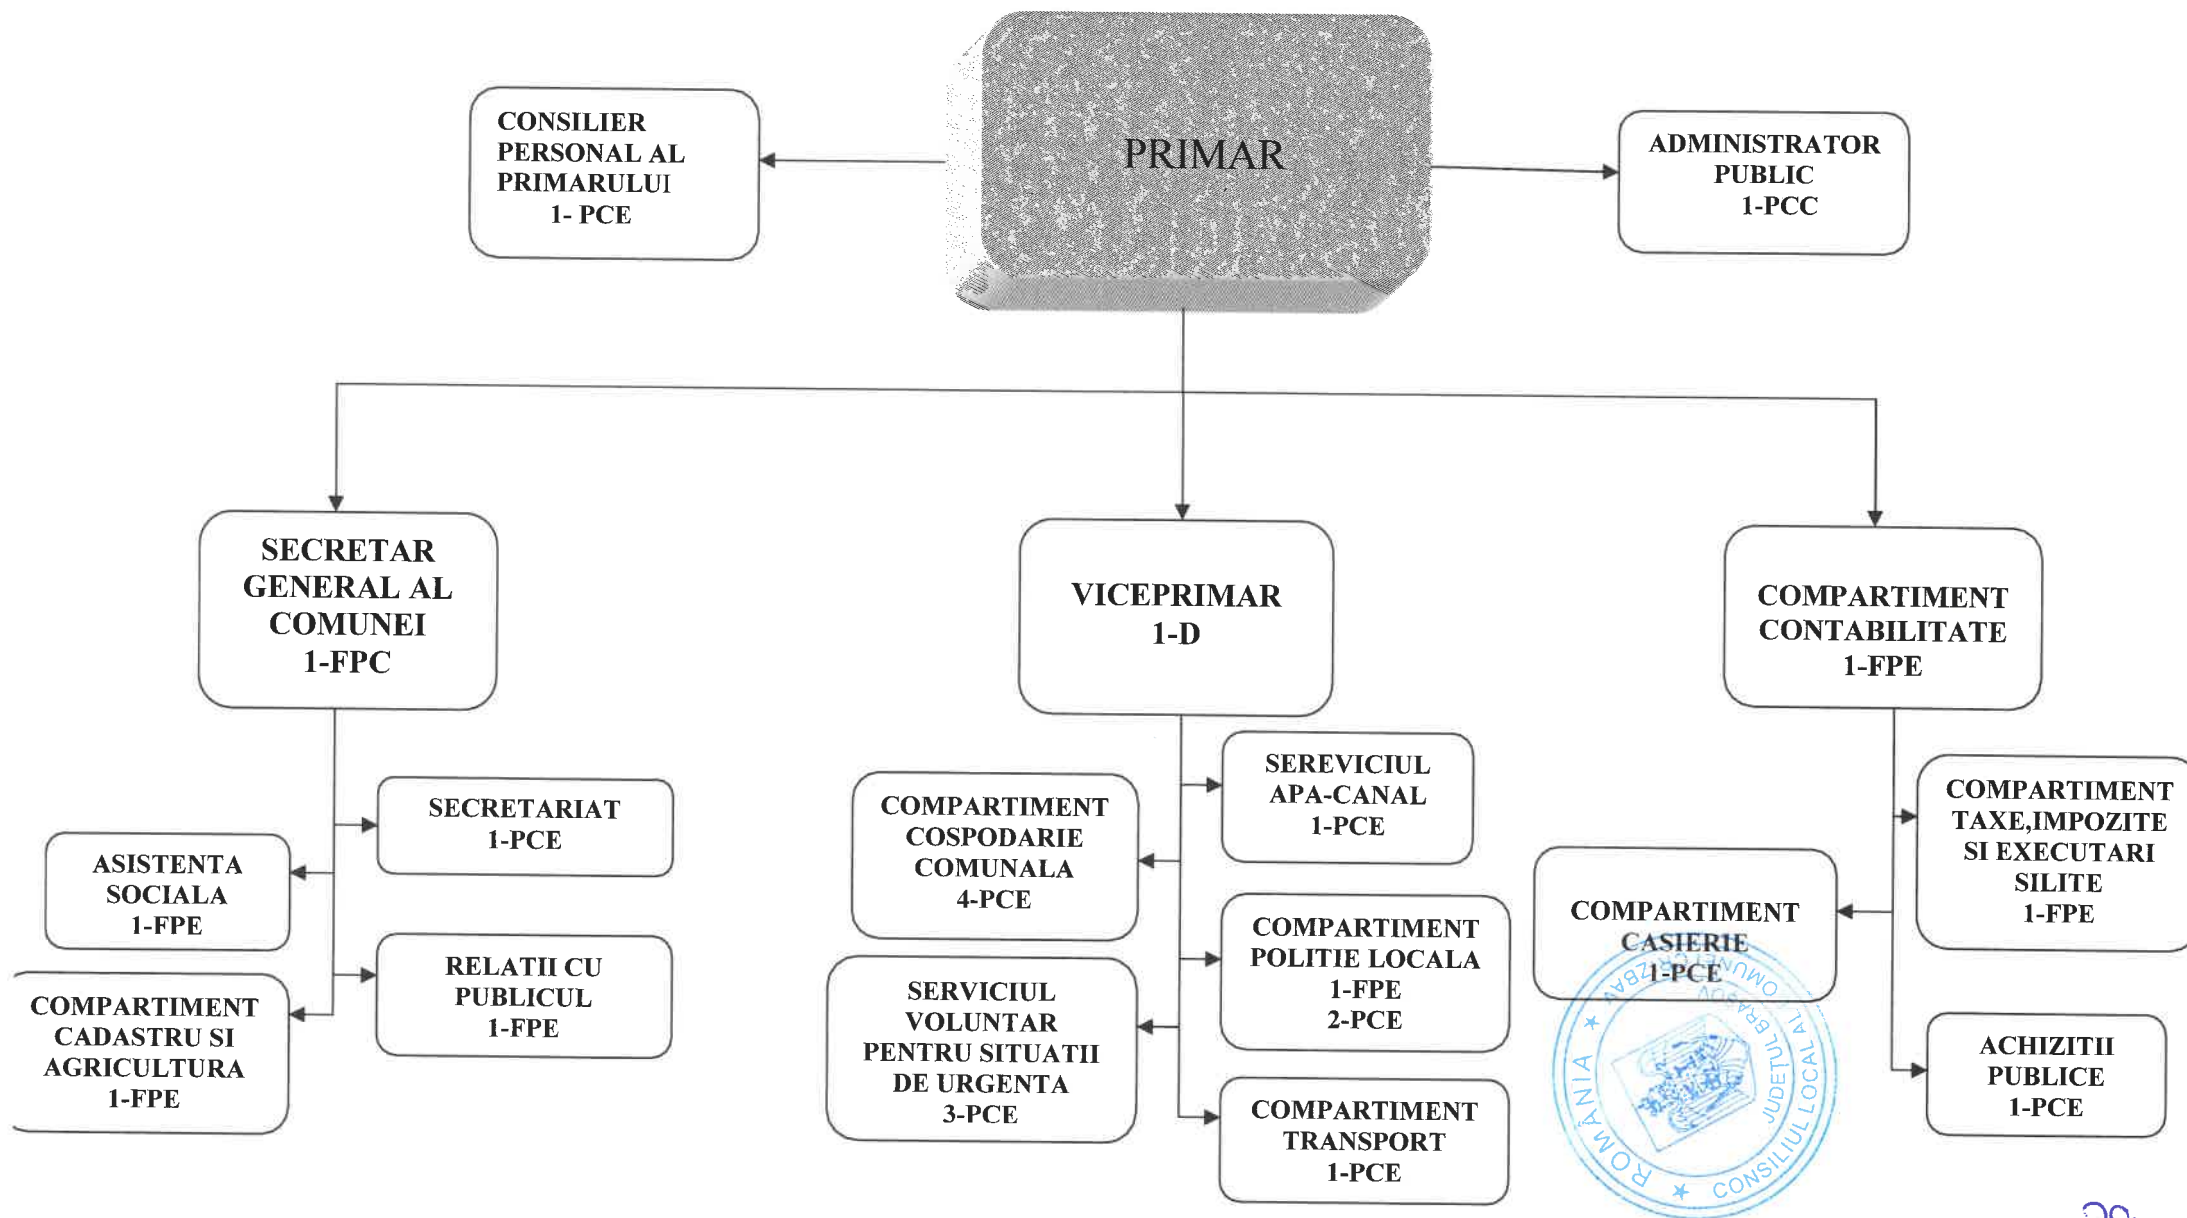 PRIMAR
CONSILIER
PERSONAL AL
PRIMARULUI
1- PCE
ADMINISTRATOR
PUBLIC
1-PCC
SECRETAR
GENERAL AL
COMUNEI
1-FPC
VICEPRIMAR
1-D
COMPARTIMENT
CONTABILITATE
1-FPE
SECRETARIAT
1-PCE
ASISTENTA
SOCIALA
1-FPE
RELATII CU
PUBLICUL
1-FPE
COMPARTIMENT
CADASTRU SI
AGRICULTURA
1-FPE
SEREVICIUL
APA-CANAL
1-PCE
COMPARTIMENT
COSPODARIE
COMUNALA
4-PCE
COMPARTIMENT
POLITIE LOCALA
1-FPE
2-PCE
SERVICIUL
VOLUNTAR
PENTRU SITUATII
DE URGENTA
3-PCE
COMPARTIMENT
TRANSPORT
1-PCE
COMPARTIMENT
TAXE,IMPOZITE
SI EXECUTARI
SILITE
1-FPE
COMPARTIMENT
CASIERIE
1-PCE
ACHIZITII
PUBLICE
1-PCE
ROMÂNIA ★ CONSILIUL LOCAL AL COMUNEI CRIZBAV ★
JUDEŢUL BRAŞOV